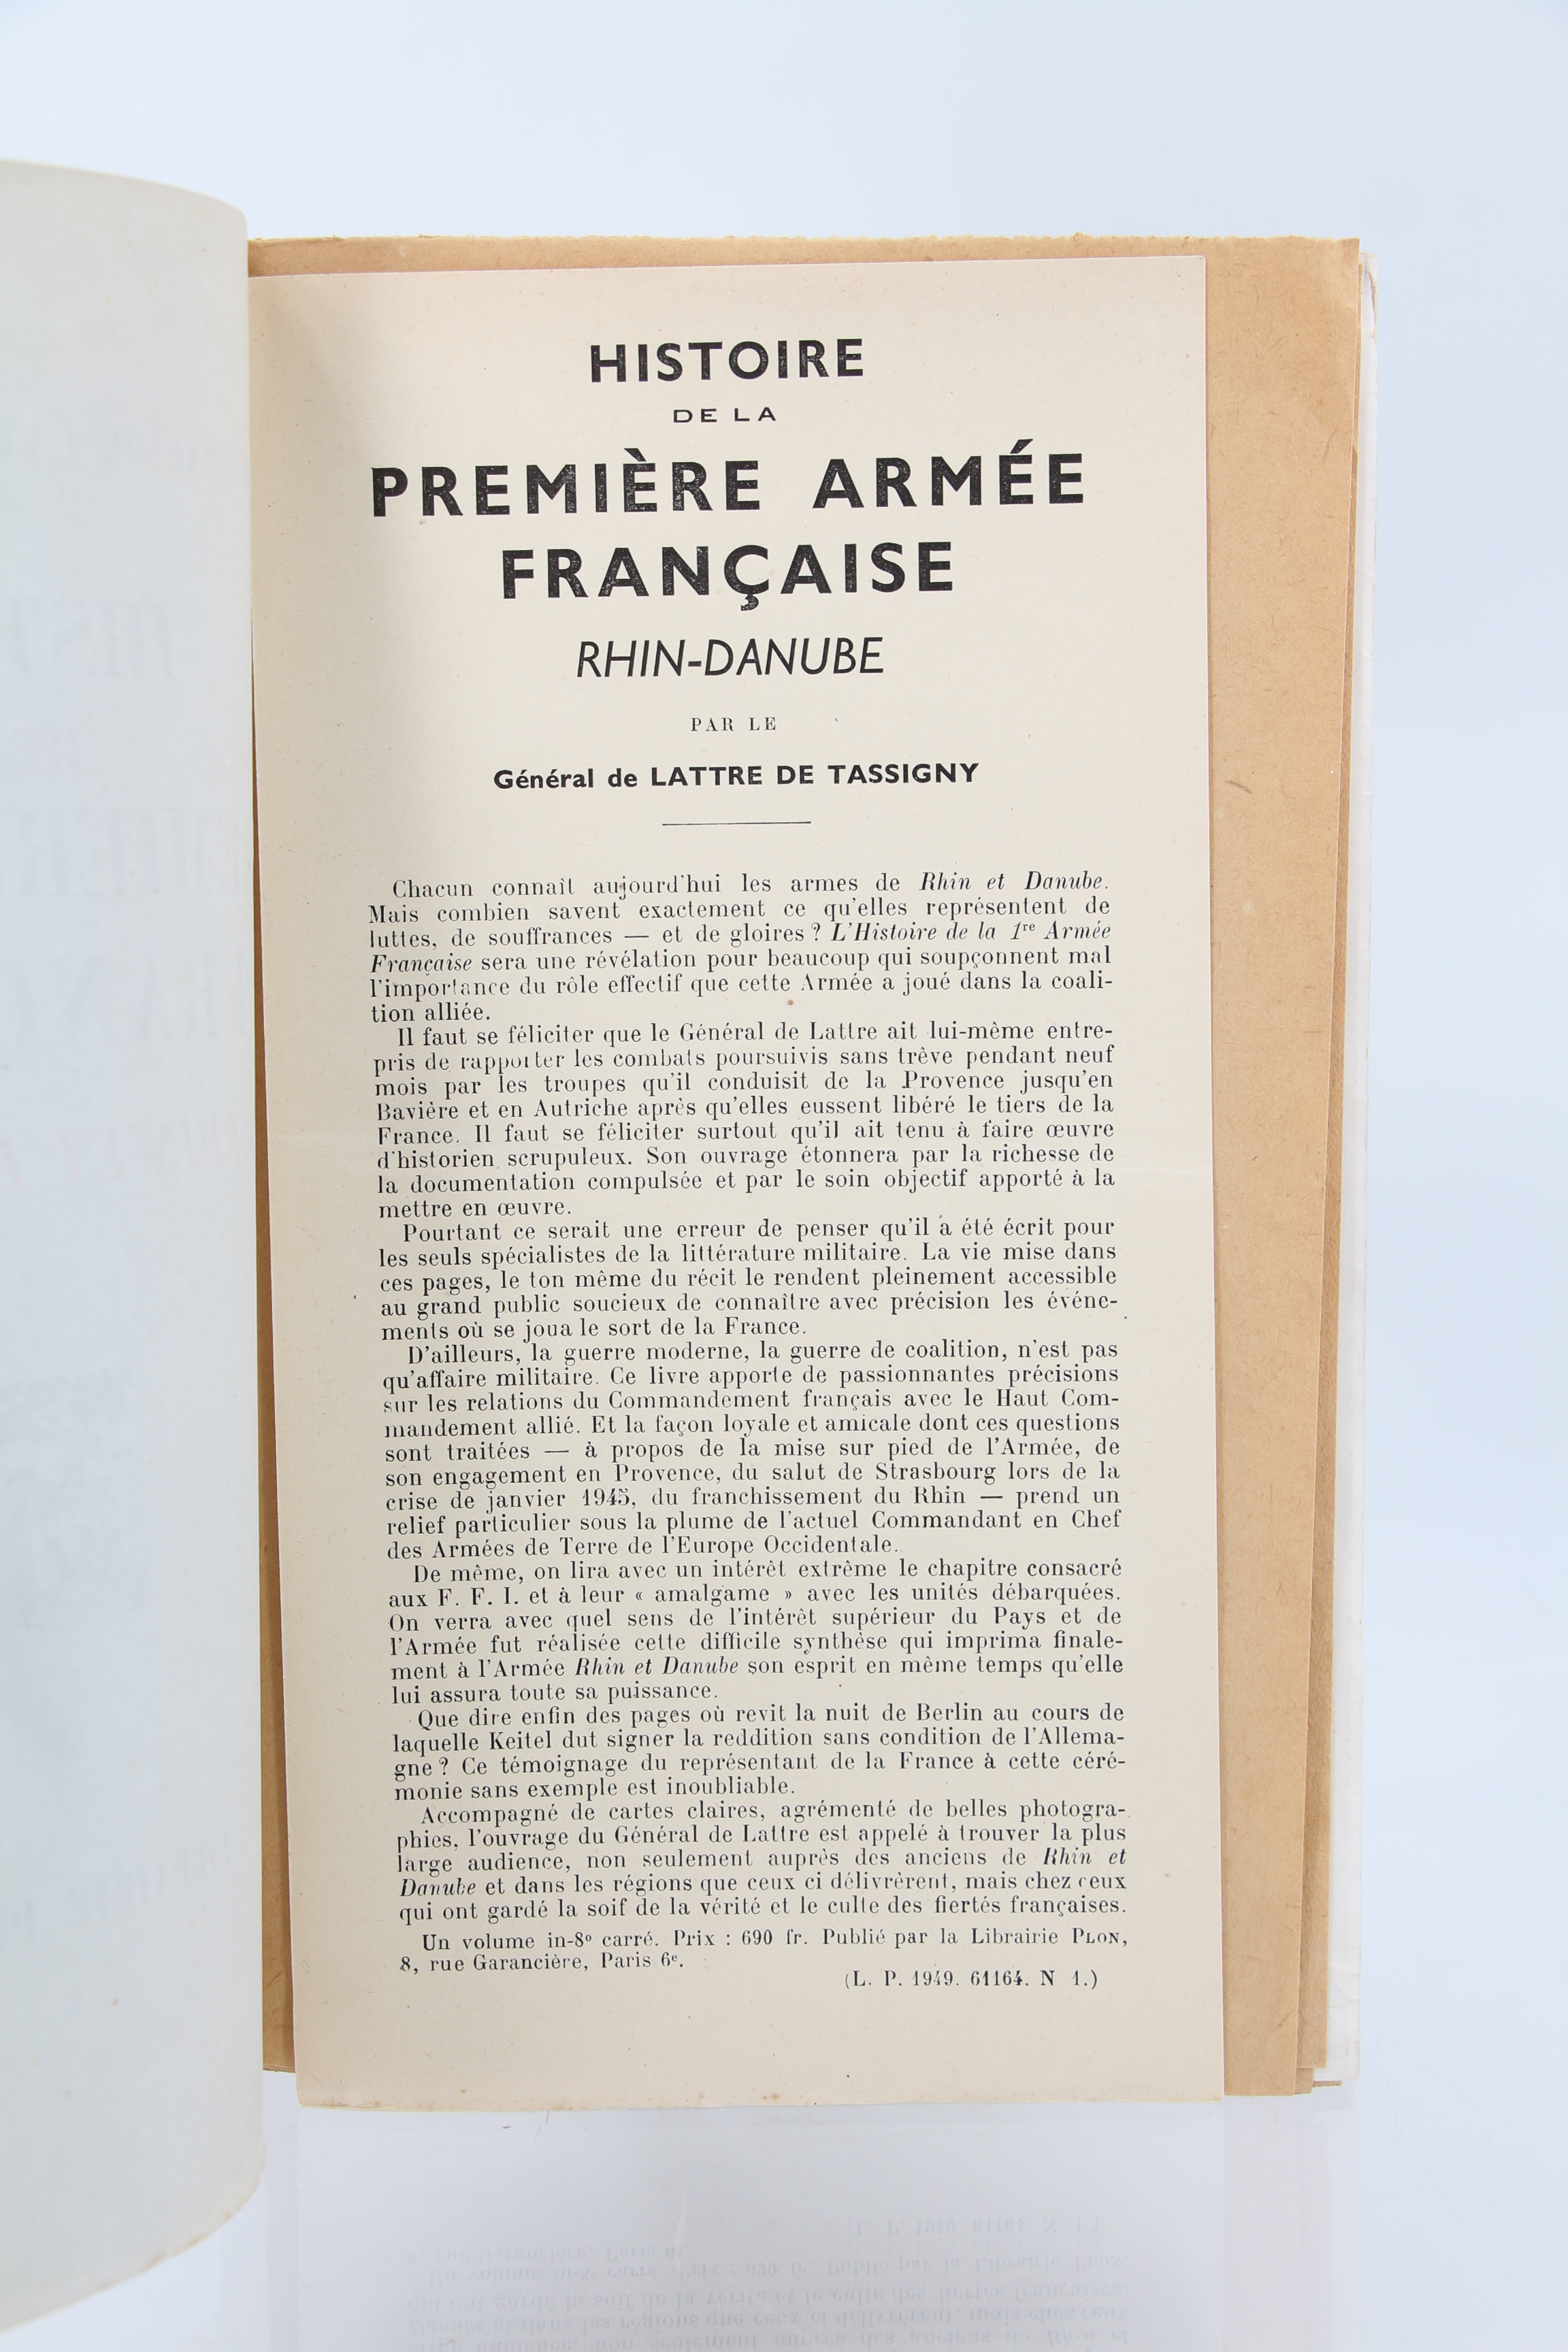 HISTOIRE
DE LA
PREMIÈRE ARMÉE
FRANÇAISE
RHIN-DANUBE
PAR LE
Général de LATTRE DE TASSIGNY
Chacun connaît aujourd'hui les armes de Rhin et Danube.
Mais combien savent exactement ce qu'elles représentent de
luttes, de souffrances — et de gloires ? L'Histoire de la 1re Armée
Française sera une révélation pour beaucoup qui soupçonnent mal
l'importance du rôle effectif que cette Armée a joué dans la coali-
tion alliée.
Il faut se féliciter que le Général de Lattre ait lui-même entre-
pris de rapporter les combats poursuivis sans trêve pendant neuf
mois par les troupes qu'il conduisit de la Provence jusqu'en
Bavière et en Autriche après qu'elles eussent libéré le tiers de la
France. Il faut se féliciter surtout qu'il ait tenu à faire œuvre
d'historien scrupuleux. Son ouvrage étonnera par la richesse de
la documentation compulsée et par le soin objectif apporté à la
mettre en œuvre.
Pourtant ce serait une erreur de penser qu'il a été écrit pour
les seuls spécialistes de la littérature militaire. La vie mise dans
ces pages, le ton même du récit le rendent pleinement accessible
au grand public soucieux de connaître avec précision les événe-
ments où se joua le sort de la France.
D'ailleurs, la guerre moderne, la guerre de coalition, n'est pas
qu'affaire militaire. Ce livre apporte de passionnantes précisions
sur les relations du Commandement français avec le Haut Com-
mandement allié. Et la façon loyale et amicale dont ces questions
sont traitées — à propos de la mise sur pied de l'Armée, de
son engagement en Provence, du salut de Strasbourg lors de la
crise de janvier 1945, du franchissement du Rhin — prend un
relief particulier sous la plume de l'actuel Commandant en Chef
des Armées de Terre de l'Europe Occidentale.
De même, on lira avec un intérêt extrême le chapitre consacré
aux F. F. I. et à leur « amalgame » avec les unités débarquées.
On verra avec quel sens de l'intérêt supérieur du Pays et de
l'Armée fut réalisée cette difficile synthèse qui imprima finale-
ment à l'Armée Rhin et Danube son esprit en même temps qu'elle
lui assura toute sa puissance.
Que dire enfin des pages où revit la nuit de Berlin au cours de
laquelle Keitel dut signer la reddition sans condition de l'Allema-
gne ? Ce témoignage du représentant de la France à cette céré-
monie sans exemple est inoubliable.
Accompagné de cartes claires, agrémenté de belles photogra-
phies, l'ouvrage du Général de Lattre est appelé à trouver la plus
large audience, non seulement auprès des anciens de Rhin et
Danube et dans les régions que ceux ci délivrèrent, mais chez ceux
qui ont gardé la soif de la vérité et le culte des fiertés françaises.
Un volume in-8º carré. Prix : 690 fr. Publié par la Librairie PLON,
8, rue Garancière, Paris 6e.
(L. P. 1949. 61164. N 1.)